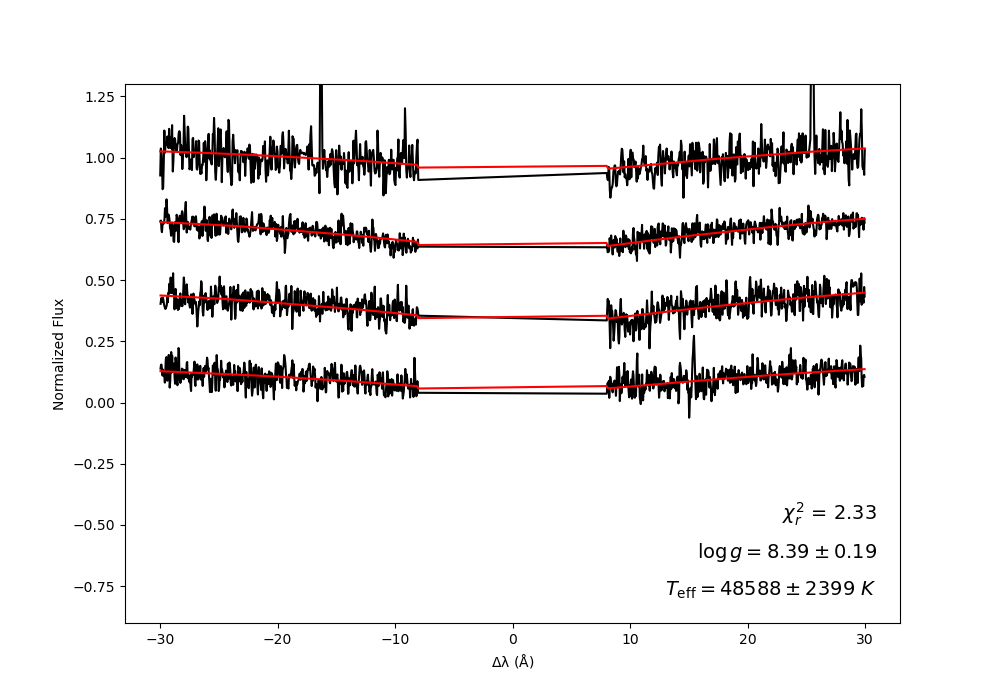 1.25
1.00
0.75
0.50
0.25
0.00
−0.25
−0.50
−0.75
Normalized Flux
χ²ᵣ = 2.33
log g = 8.39 ± 0.19
T_eff = 48588 ± 2399 K
−30 −20 −10 0 10 20 30
Δλ (Å)